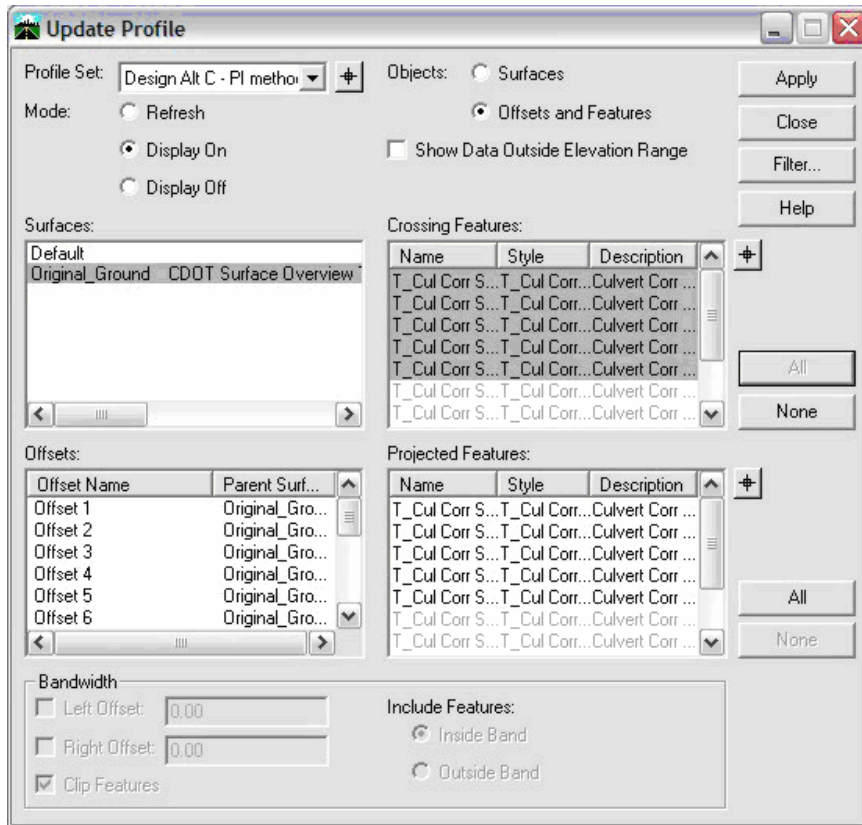 Update Profile
Profile Set: Design Alt C - PI method
Objects: Surfaces
Offsets and Features
Mode: Refresh
Display On
Display Off
Show Data Outside Elevation Range
Apply
Close
Filter...
Help
Surfaces:
Default
Original_Ground CDOT Surface Overview
Crossing Features:
Name Style Description
T_Cul Corr S...T_Cul Corr...Culvert Corr ...
T_Cul Corr S...T_Cul Corr...Culvert Corr ...
T_Cul Corr S...T_Cul Corr...Culvert Corr ...
T_Cul Corr S...T_Cul Corr...Culvert Corr ...
T_Cul Corr S...T_Cul Corr...Culvert Corr ...
T_Cul Corr S...T_Cul Corr...Culvert Corr ...
T_Cul Corr S...T_Cul Corr...Culvert Corr ...
All
None
Offsets:
Offset Name Parent Surf...
Offset 1 Original_Gro...
Offset 2 Original_Gro...
Offset 3 Original_Gro...
Offset 4 Original_Gro...
Offset 5 Original_Gro...
Offset 6 Original_Gro...
Projected Features:
Name Style Description
T_Cul Corr S...T_Cul Corr...Culvert Corr ...
T_Cul Corr S...T_Cul Corr...Culvert Corr ...
T_Cul Corr S...T_Cul Corr...Culvert Corr ...
T_Cul Corr S...T_Cul Corr...Culvert Corr ...
T_Cul Corr S...T_Cul Corr...Culvert Corr ...
T_Cul Corr S...T_Cul Corr...Culvert Corr ...
T_Cul Corr S...T_Cul Corr...Culvert Corr ...
All
None
Bandwidth
Left Offset: 0.00
Right Offset: 0.00
Clip Features
Include Features:
Inside Band
Outside Band